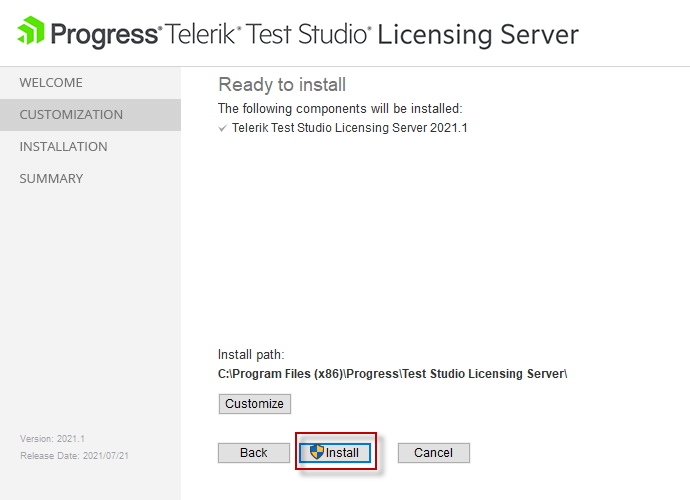 Progress® Telerik® Test Studio® Licensing Server
WELCOME
CUSTOMIZATION
INSTALLATION
SUMMARY
Ready to install
The following components will be installed:
Telerik Test Studio Licensing Server 2021.1
Install path:
C:\Program Files (x86)\Progress\Test Studio Licensing Server\
Customize
Back
Install
Cancel
Version: 2021.1
Release Date: 2021/07/21